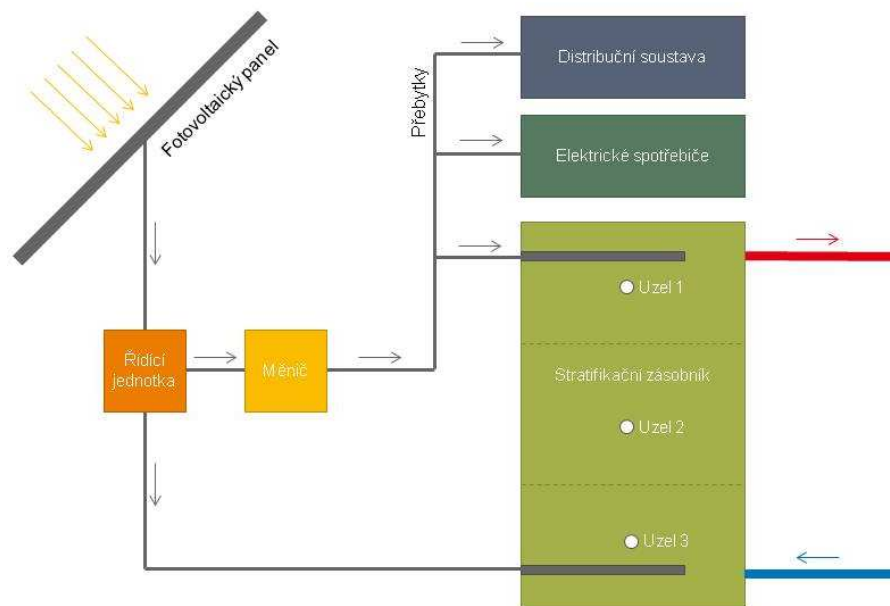 Fotovoltaický panel
Přebytky
Distribuční soustava
Elektrické spotřebiče
Uzel 1
Řídící
jednotka
Měnič
Stratifikační zásobník
Uzel 2
Uzel 3